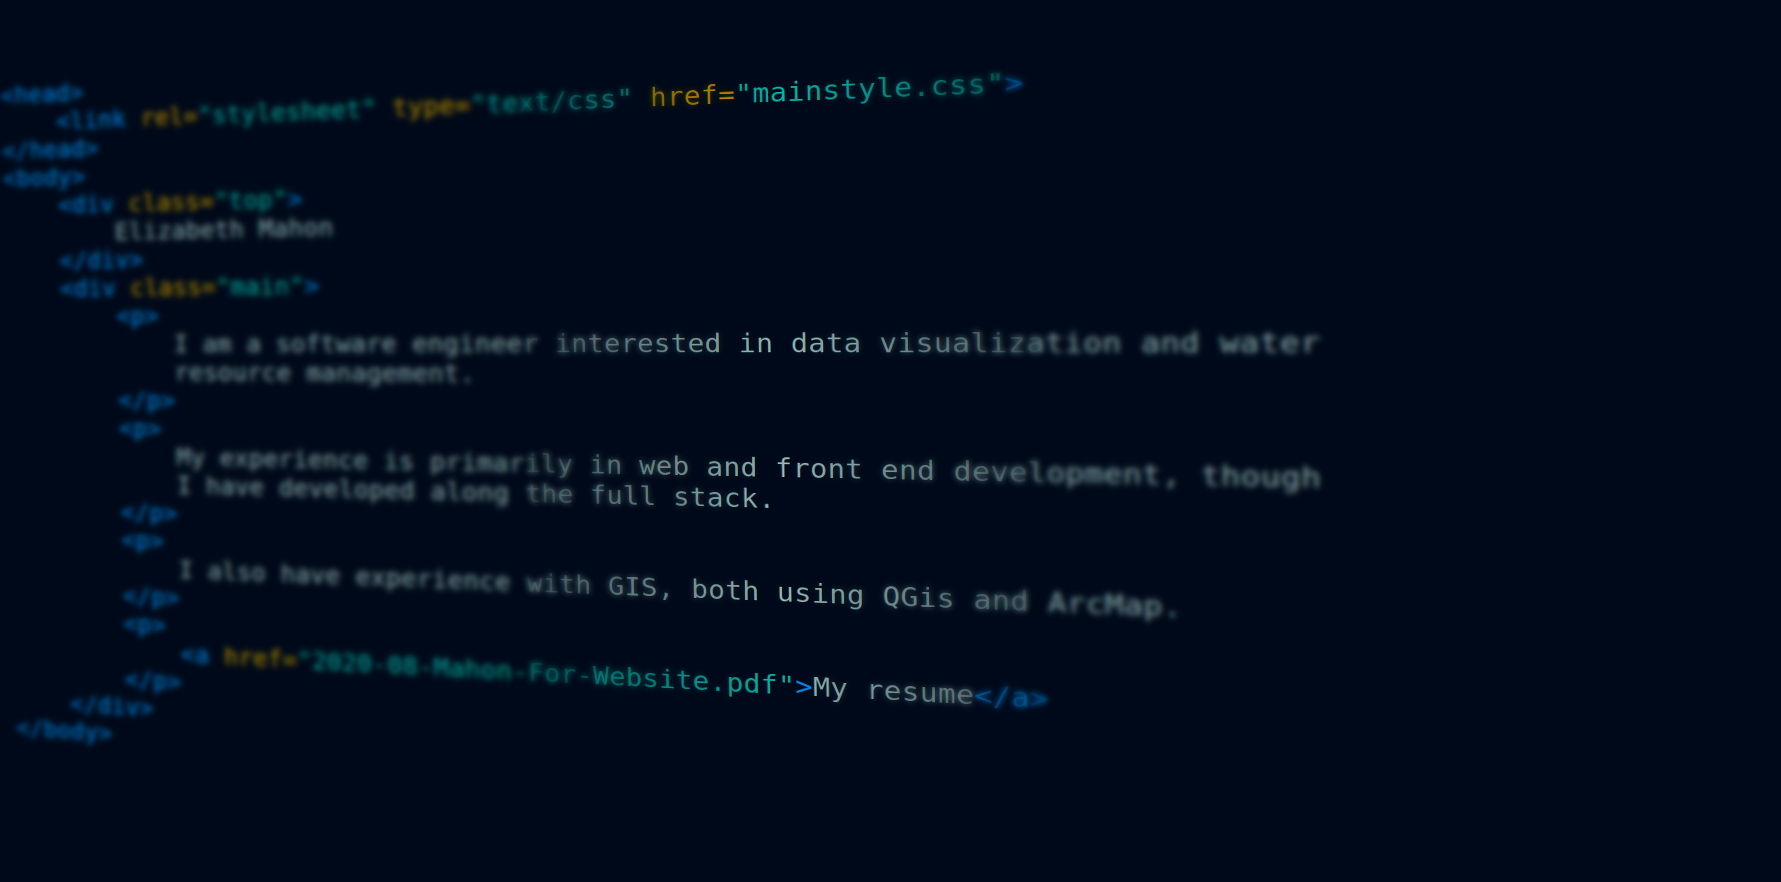 <head>
<link rel="stylesheet" type="text/css" href="mainstyle.css">
</head>
<body>
<div class="top">
Elizabeth Mahon
</div>
<div class="main">
<p>
I am a software engineer interested in data visualization and water
resource management.
</p>
<p>
My experience is primarily in web and front end development, though
I have developed along the full stack.
</p>
<p>
I also have experience with GIS, both using QGis and ArcMap.
</p>
<p>
<a href="2020-08-Mahon-For-Website.pdf">My resume</a>
</p>
</div>
</body>